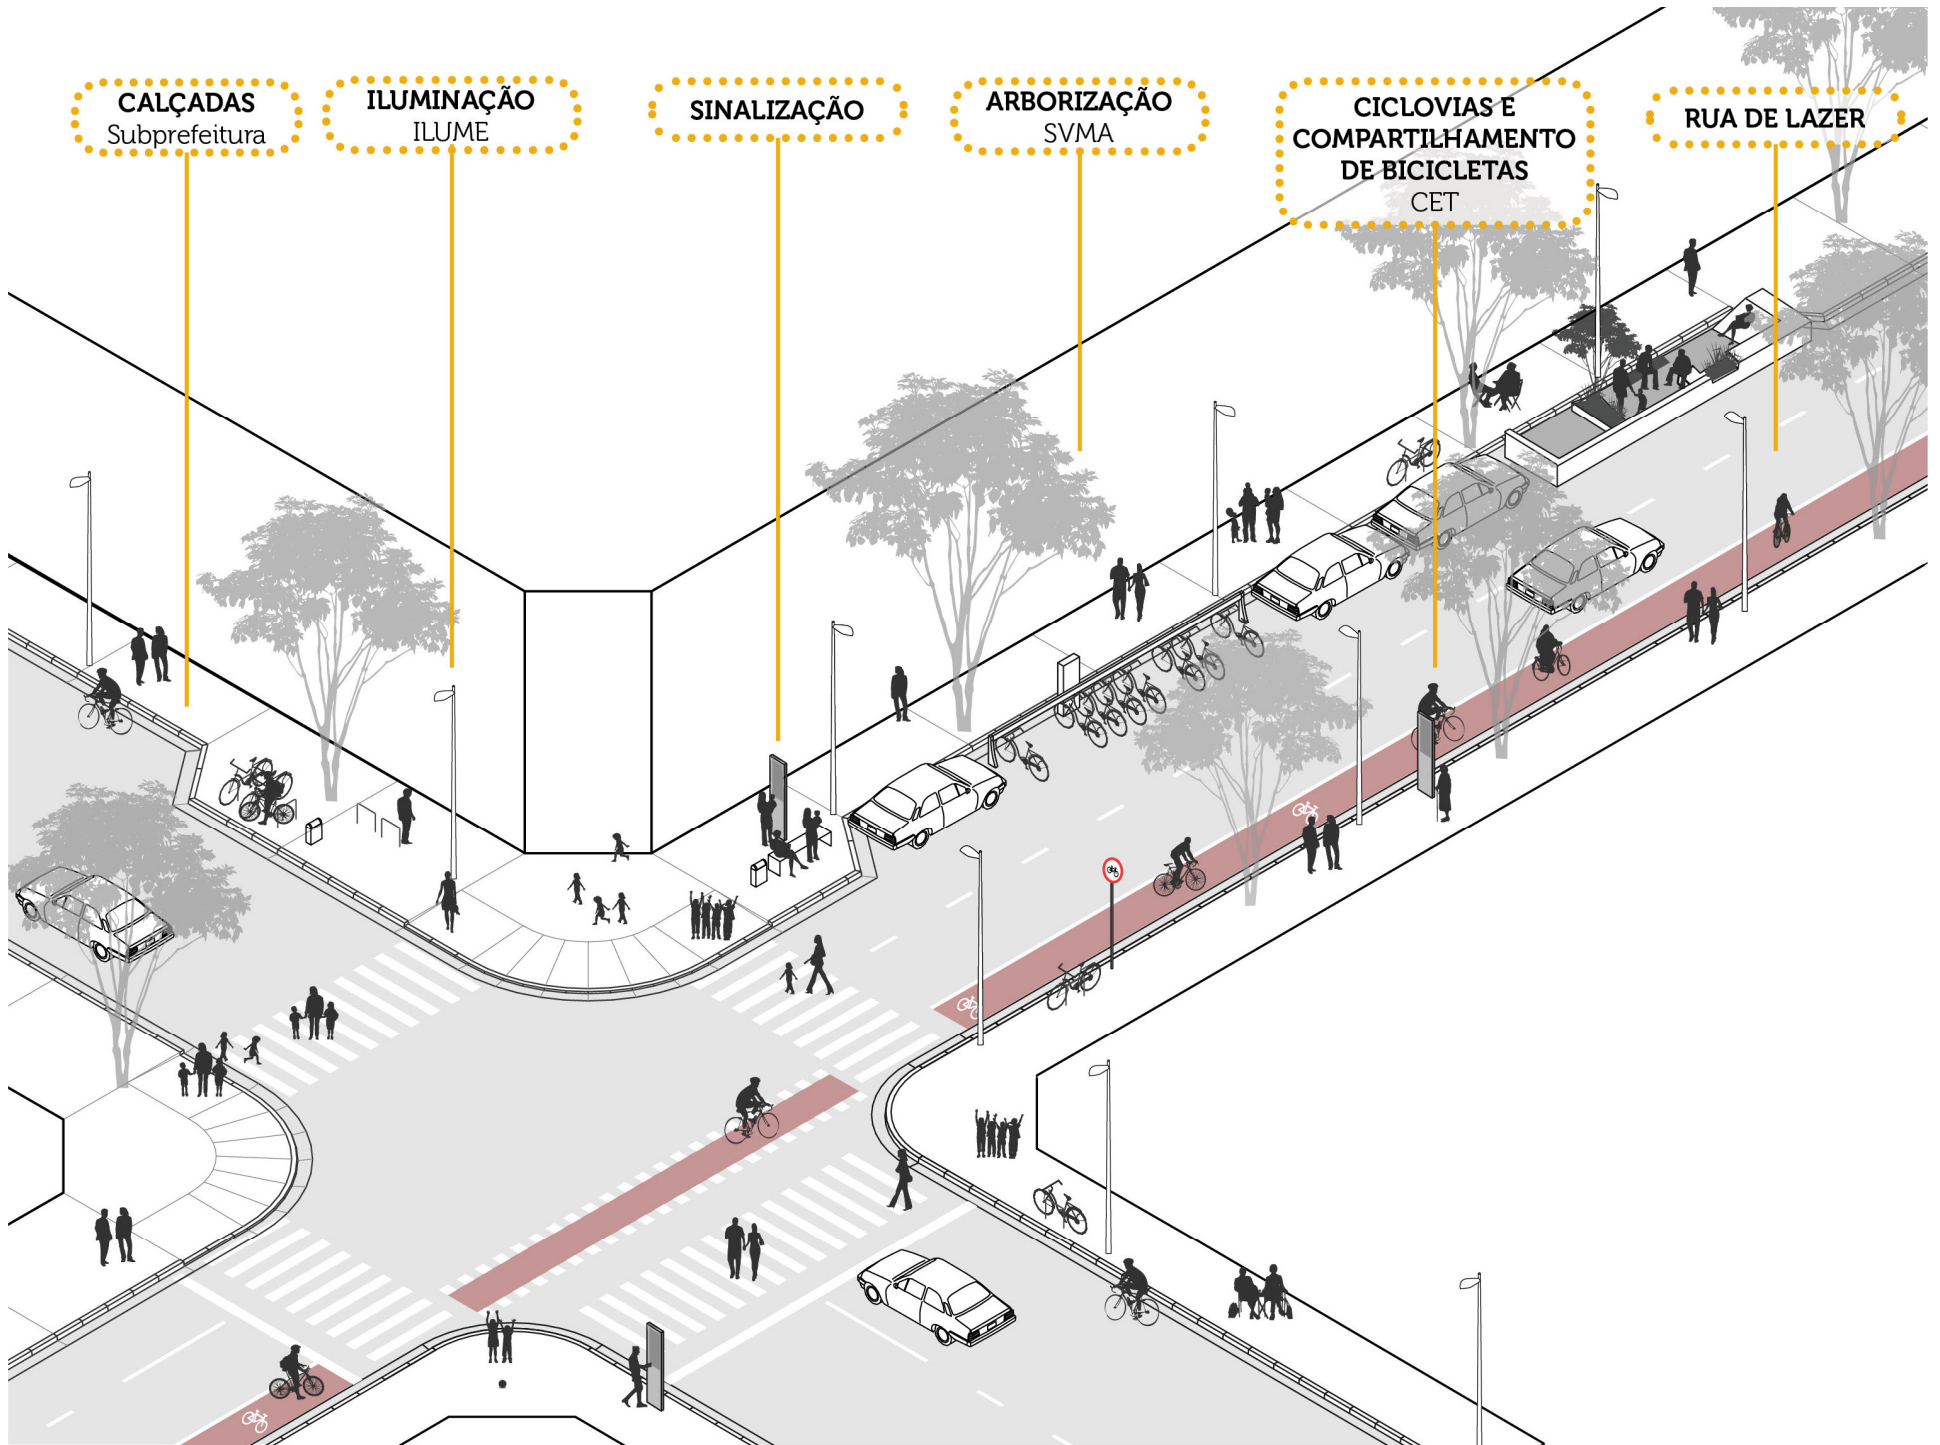 CALÇADAS
Subprefeitura
ILUMINAÇÃO
ILUME
SINALIZAÇÃO
ARBORIZAÇÃO
SVMA
CICLOVIAS E
COMPARTILHAMENTO
DE BICICLETAS
CET
RUA DE LAZER